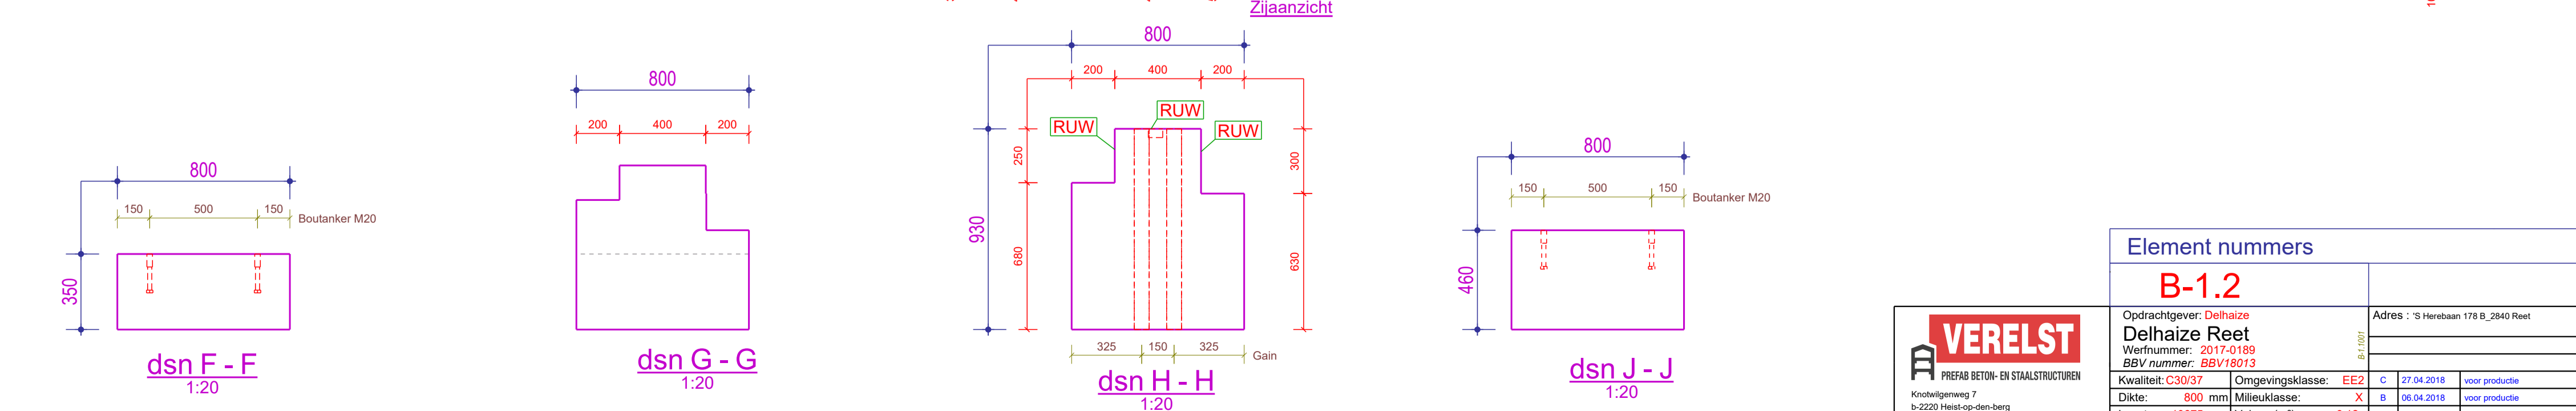 Zijaanzicht
800
150 500 150
Boutanker M20
350
dsn F - F
1:20
800
200 400 200
dsn G - G
1:20
800
200 400 200
RUW
RUW
RUW
250
300
930
680
630
325 150 325
Gain
dsn H - H
1:20
800
150 500 150
Boutanker M20
460
dsn J - J
1:20
Element nummers
B-1.2
VERELST
PREFAB BETON- EN STAALSTRUCTUREN
Knotwilgenweg 7
b-2220 Heist-op-den-berg
Opdrachtgever: Delhaize
Delhaize Reet
Werfnummer: 2017-0189
BBV nummer: BBV18013
B-1.1001
Adres : 'S Herebaan 178 B_2840 Reet
Kwaliteit: C30/37 Omgevingsklasse: EE2
C 27.04.2018 voor productie
Dikte: 800 mm Milieuklasse: X
B 06.04.2018 voor productie